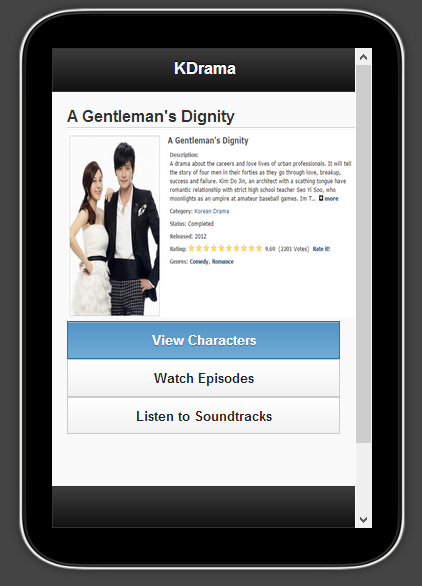 KDrama
A Gentleman's Dignity
A Gentleman's Dignity
Description:
A drama about the careers and love lives of urban professionals. It will tell
the story of four men in their forties as they go through love, breakup,
success and failure. Kim Do Jin, an architect with a scathing tongue have
romantic relationship with strict high school teacher Seo Yi Soo, who
moonlights as an umpire at amateur baseball games. Im T... more
Category: Korean Drama
Status: Completed
Released: 2012
Rating: 9.69 (2201 Votes) Rate it!
Genres: Comedy, Romance
View Characters
Watch Episodes
Listen to Soundtracks